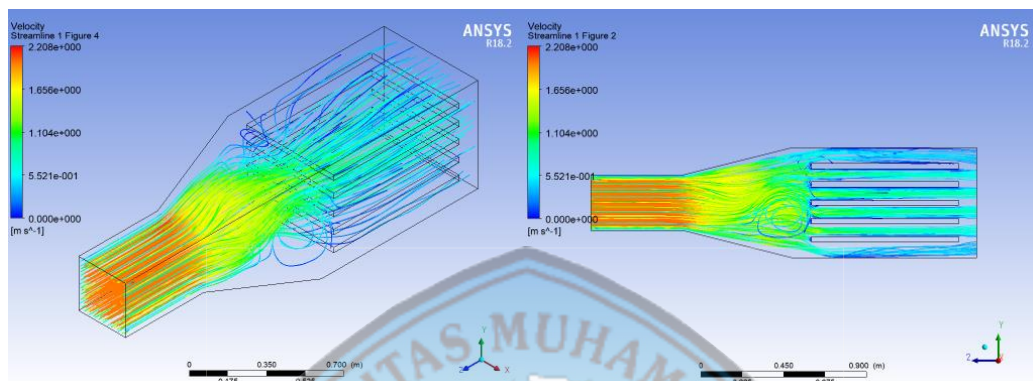 Velocity
Streamline 1 Figure 4
2.208e+000
1.656e+000
1.104e+000
5.521e-001
0.000e+000
[m s^-1]
ANSYS
R18.2
0
0.350
0.700 (m)
0.175
Y
Z
X
Velocity
Streamline 1 Figure 2
2.208e+000
1.656e+000
1.104e+000
5.521e-001
0.000e+000
[m s^-1]
ANSYS
R18.2
0
0.450
0.900 (m)
Y
Z
TAS MUHAM